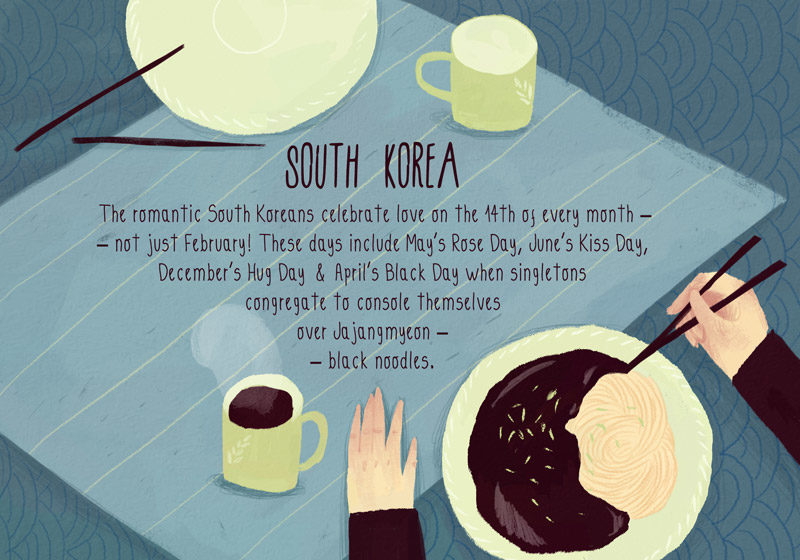 SOUTH KOREA
The romantic South Koreans celebrate love on the 14th of every month –
– not just February! These days include May's Rose Day, June's Kiss Day,
December's Hug Day & April's Black Day when singletons
congregate to console themselves
over Jajangmyeon –
– black noodles.